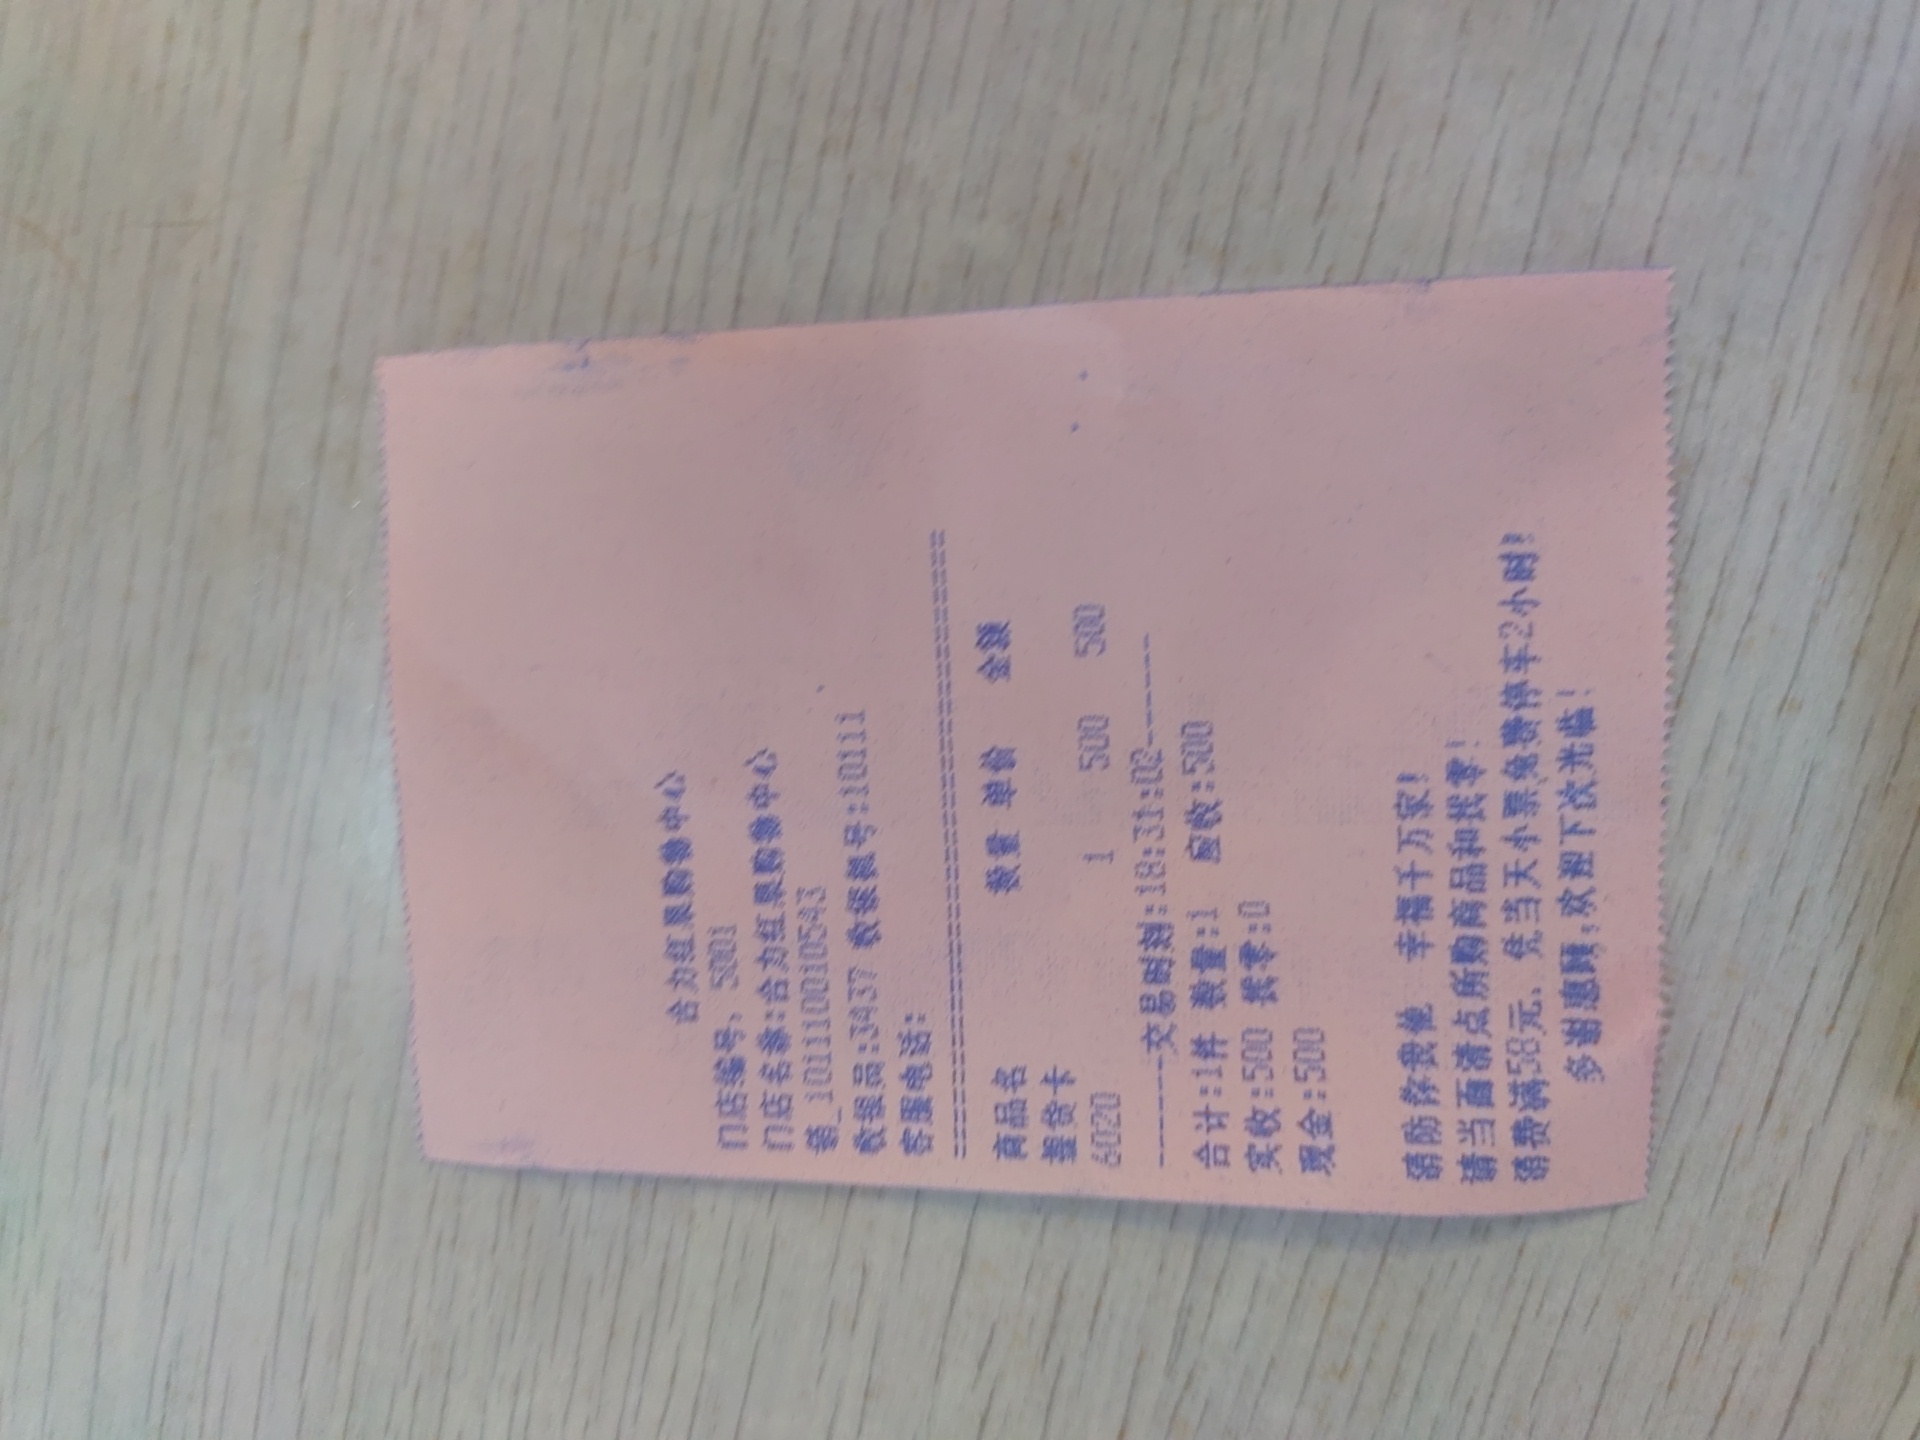 合力红果购物中心
门店编号: 5001
门店名称:合力红果购物中心
销_101110010543
收银员:3437 收银机号:10111
客服电话:
商品名 数量 单价 金额
提货卡
6020 1 500 500
--------交易时刻:18:31:02--------
合计:1件 数量:1 应收:500
实收:500 找零:0
现金:500
消防你我他 幸福千万家!
请当面清点所购商品和找零!
消费满58元、凭当天小票免费停车2小时!
多谢惠顾;欢迎下次光临!